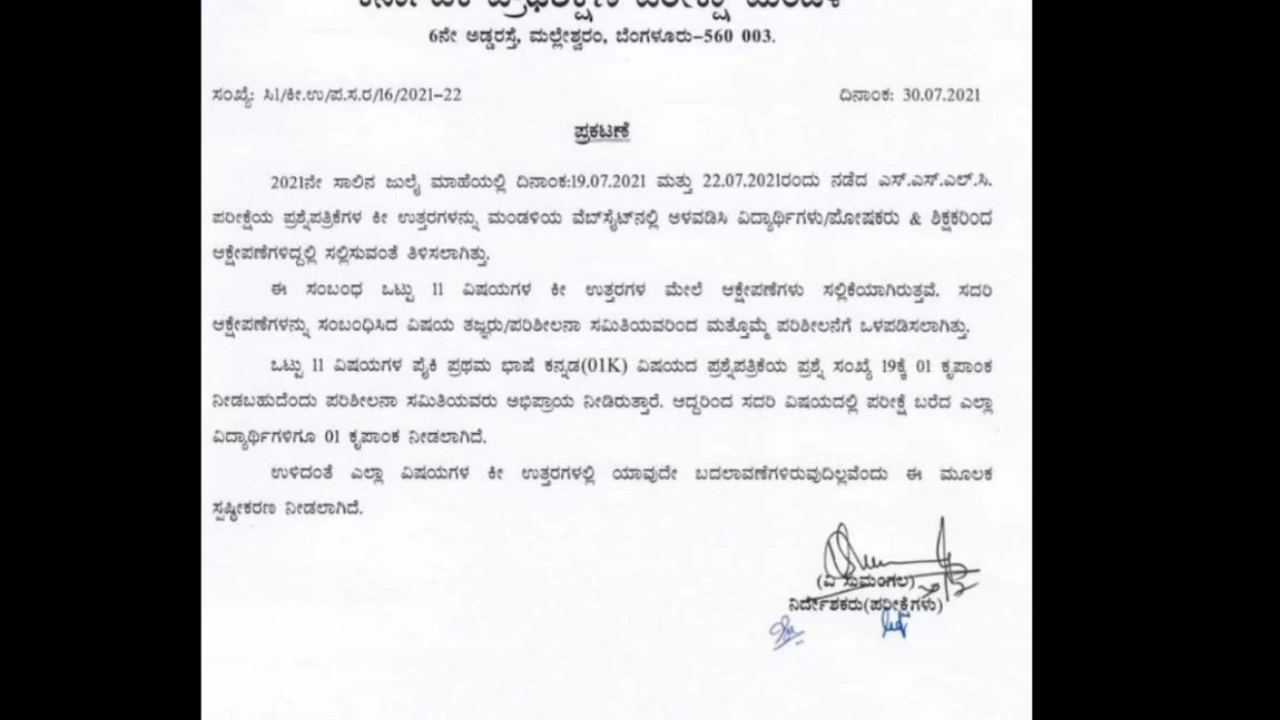 6ನೇ ಅಡ್ಡರಸ್ತೆ, ಮಲ್ಲೇಶ್ವರಂ, ಬೆಂಗಳೂರು-560 003.
ಸಂಖ್ಯೆ: ಸಿ1/ಕೀ.ಉ/ಪ.ಸ.ರ/16/2021-22
ದಿನಾಂಕ: 30.07.2021
ಪ್ರಕಟಣೆ
2021ನೇ ಸಾಲಿನ ಜುಲೈ ಮಾಹೆಯಲ್ಲಿ ದಿನಾಂಕ:19.07.2021 ಮತ್ತು 22.07.2021ರಂದು ನಡೆದ ಎಸ್.ಎಸ್.ಎಲ್.ಸಿ.
ಪರೀಕ್ಷೆಯ ಪ್ರಶ್ನೆಪತ್ರಿಕೆಗಳ ಕೀ ಉತ್ತರಗಳನ್ನು ಮಂಡಳಿಯ ವೆಬ್‌ಸೈಟ್‌ನಲ್ಲಿ ಅಳವಡಿಸಿ ವಿದ್ಯಾರ್ಥಿಗಳು/ಪೋಷಕರು & ಶಿಕ್ಷಕರಿಂದ
ಆಕ್ಷೇಪಣೆಗಳಿದ್ದಲ್ಲಿ ಸಲ್ಲಿಸುವಂತೆ ತಿಳಿಸಲಾಗಿತ್ತು.
ಈ ಸಂಬಂಧ ಒಟ್ಟು 11 ವಿಷಯಗಳ ಕೀ ಉತ್ತರಗಳ ಮೇಲೆ ಆಕ್ಷೇಪಣೆಗಳು ಸಲ್ಲಿಕೆಯಾಗಿರುತ್ತವೆ. ಸದರಿ
ಆಕ್ಷೇಪಣೆಗಳನ್ನು ಸಂಬಂಧಿಸಿದ ವಿಷಯ ತಜ್ಞರು/ಪರಿಶೀಲನಾ ಸಮಿತಿಯವರಿಂದ ಮತ್ತೊಮ್ಮೆ ಪರಿಶೀಲನೆಗೆ ಒಳಪಡಿಸಲಾಗಿತ್ತು.
ಒಟ್ಟು 11 ವಿಷಯಗಳ ಪೈಕಿ ಪ್ರಥಮ ಭಾಷೆ ಕನ್ನಡ(01K) ವಿಷಯದ ಪ್ರಶ್ನೆಪತ್ರಿಕೆಯ ಪ್ರಶ್ನೆ ಸಂಖ್ಯೆ 19ಕ್ಕೆ 01 ಕೃಪಾಂಕ
ನೀಡಬಹುದೆಂದು ಪರಿಶೀಲನಾ ಸಮಿತಿಯವರು ಅಭಿಪ್ರಾಯ ನೀಡಿರುತ್ತಾರೆ. ಆದ್ದರಿಂದ ಸದರಿ ವಿಷಯದಲ್ಲಿ ಪರೀಕ್ಷೆ ಬರೆದ ಎಲ್ಲಾ
ವಿದ್ಯಾರ್ಥಿಗಳಿಗೂ 01 ಕೃಪಾಂಕ ನೀಡಲಾಗಿದೆ.
ಉಳಿದಂತೆ ಎಲ್ಲಾ ವಿಷಯಗಳ ಕೀ ಉತ್ತರಗಳಲ್ಲಿ ಯಾವುದೇ ಬದಲಾವಣೆಗಳಿರುವುದಿಲ್ಲವೆಂದು ಈ ಮೂಲಕ
ಸ್ಪಷ್ಟೀಕರಣ ನೀಡಲಾಗಿದೆ.
(ವಿ ಸುಮಂಗಲ)
ನಿರ್ದೇಶಕರು(ಪರೀಕ್ಷೆಗಳು)